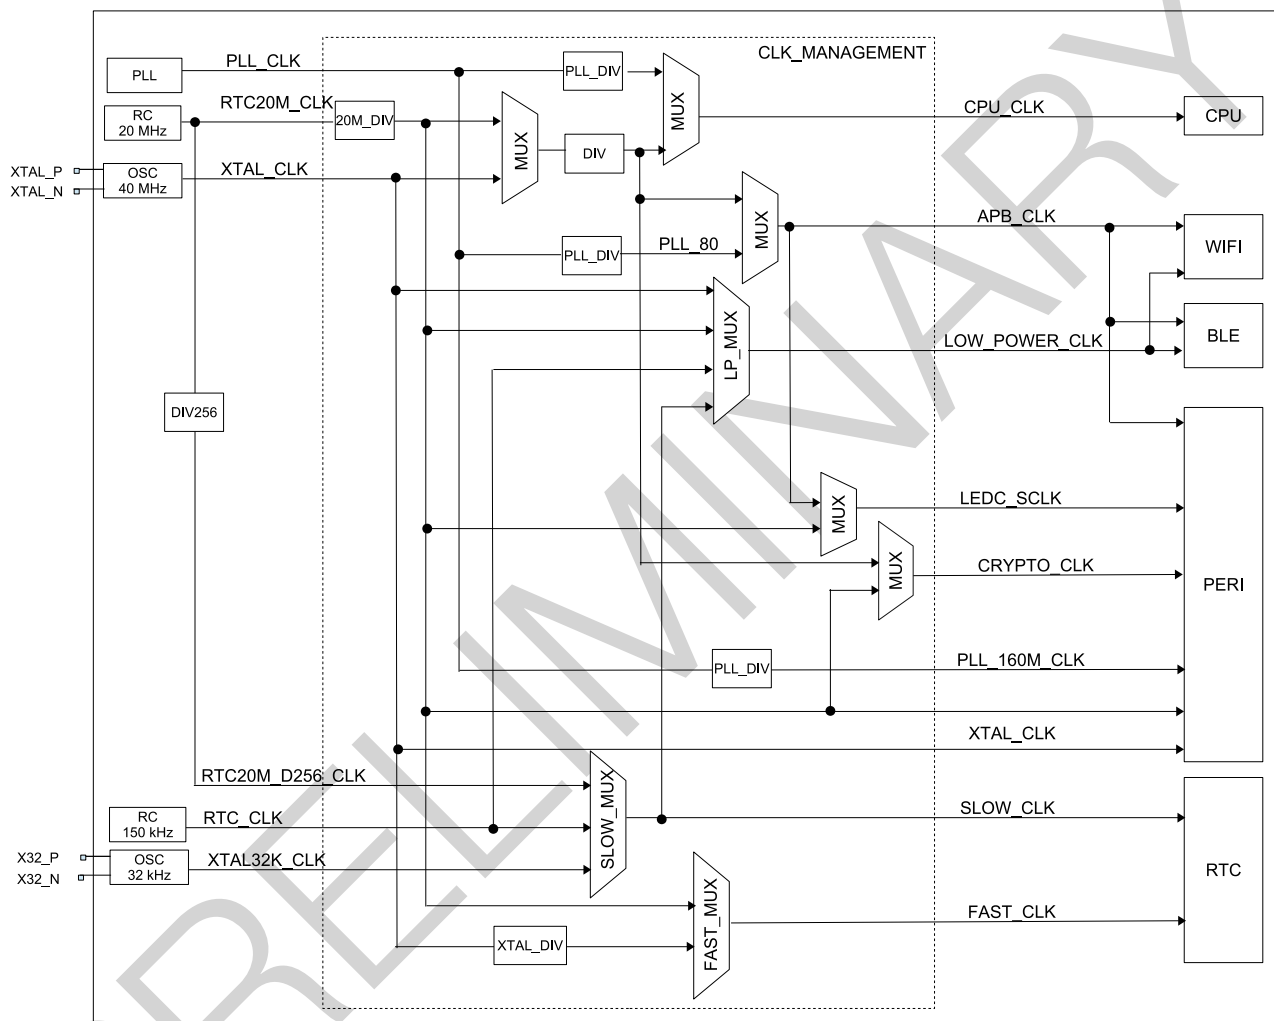 CLK_MANAGEMENT
PLL
PLL_CLK
PLL_DIV
MUX
CPU_CLK
CPU
RC
20 MHz
RTC20M_CLK
20M_DIV
MUX
DIV
XTAL_P
XTAL_N
OSC
40 MHz
XTAL_CLK
MUX
APB_CLK
WIFI
PLL_DIV
PLL_80
LP_MUX
LOW_POWER_CLK
BLE
DIV256
MUX
LEDC_SCLK
MUX
CRYPTO_CLK
PERI
PLL_DIV
PLL_160M_CLK
XTAL_CLK
RTC20M_D256_CLK
SLOW_MUX
SLOW_CLK
RC
150 kHz
RTC_CLK
X32_P
X32_N
OSC
32 kHz
XTAL32K_CLK
RTC
FAST_MUX
FAST_CLK
XTAL_DIV
RELIMINARY